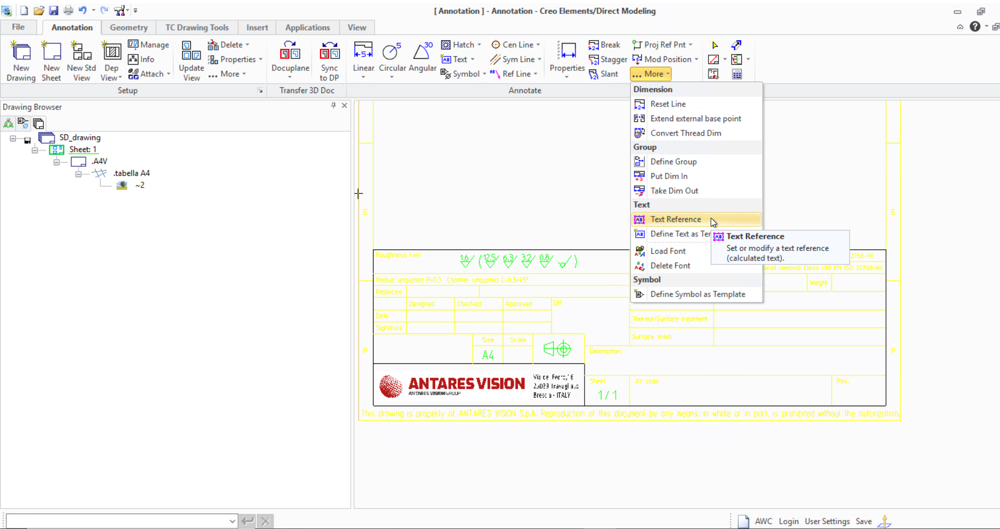 [ Annotation ] - Annotation - Creo Elements/Direct Modeling
File
Annotation
Geometry
TC Drawing Tools
Insert
Applications
View
New Drawing
New Sheet
New Std View
Dep View
Manage
Info
Attach
Update View
Delete
Properties
... More
Docuplane
Sync to DP
Linear
Circular
Angular
Hatch
Text
Symbol
Cen Line
Sym Line
Ref Line
Properties
Break
Stagger
Slant
Proj Ref Pnt
Mod Position
... More
Setup
Transfer 3D Doc
Annotate
Drawing Browser
SD_drawing
Sheet: 1
.A4V
.tabella A4
~2
Dimension
Reset Line
Extend external base point
Convert Thread Dim
Group
Define Group
Put Dim In
Take Dim Out
Text
Text Reference
Define Text as Ter
Load Font
Delete Font
Symbol
Define Symbol as Template
Text Reference
Set or modify a text reference
(calculated text).
E
E
Roughness
1.6/ (12.5/ 6.3/ 3.2/ 0.8/ )
2768-1H
removal Class UNI EN ISO 22768-mK
Radius unquoted R=0.3 Chamfer unquoted C=0.3x45°
Weight
Replaces
Designed
Checked
Approved
DM
Date
Thermal/Surface treatment
Signature
Surface finish
Size
Scale
F
A4
Description
F
ANTARES VISION
ANTARES VISION GROUP
Brescia - ITALY
Sheet
1/1
AV code
Rev.
This drawing is property of ANTARES VISION S.p.A. Reproduction of this document by any means, in whole or in part, is prohibited without the autorization.
AWC
Login
User Settings
Save